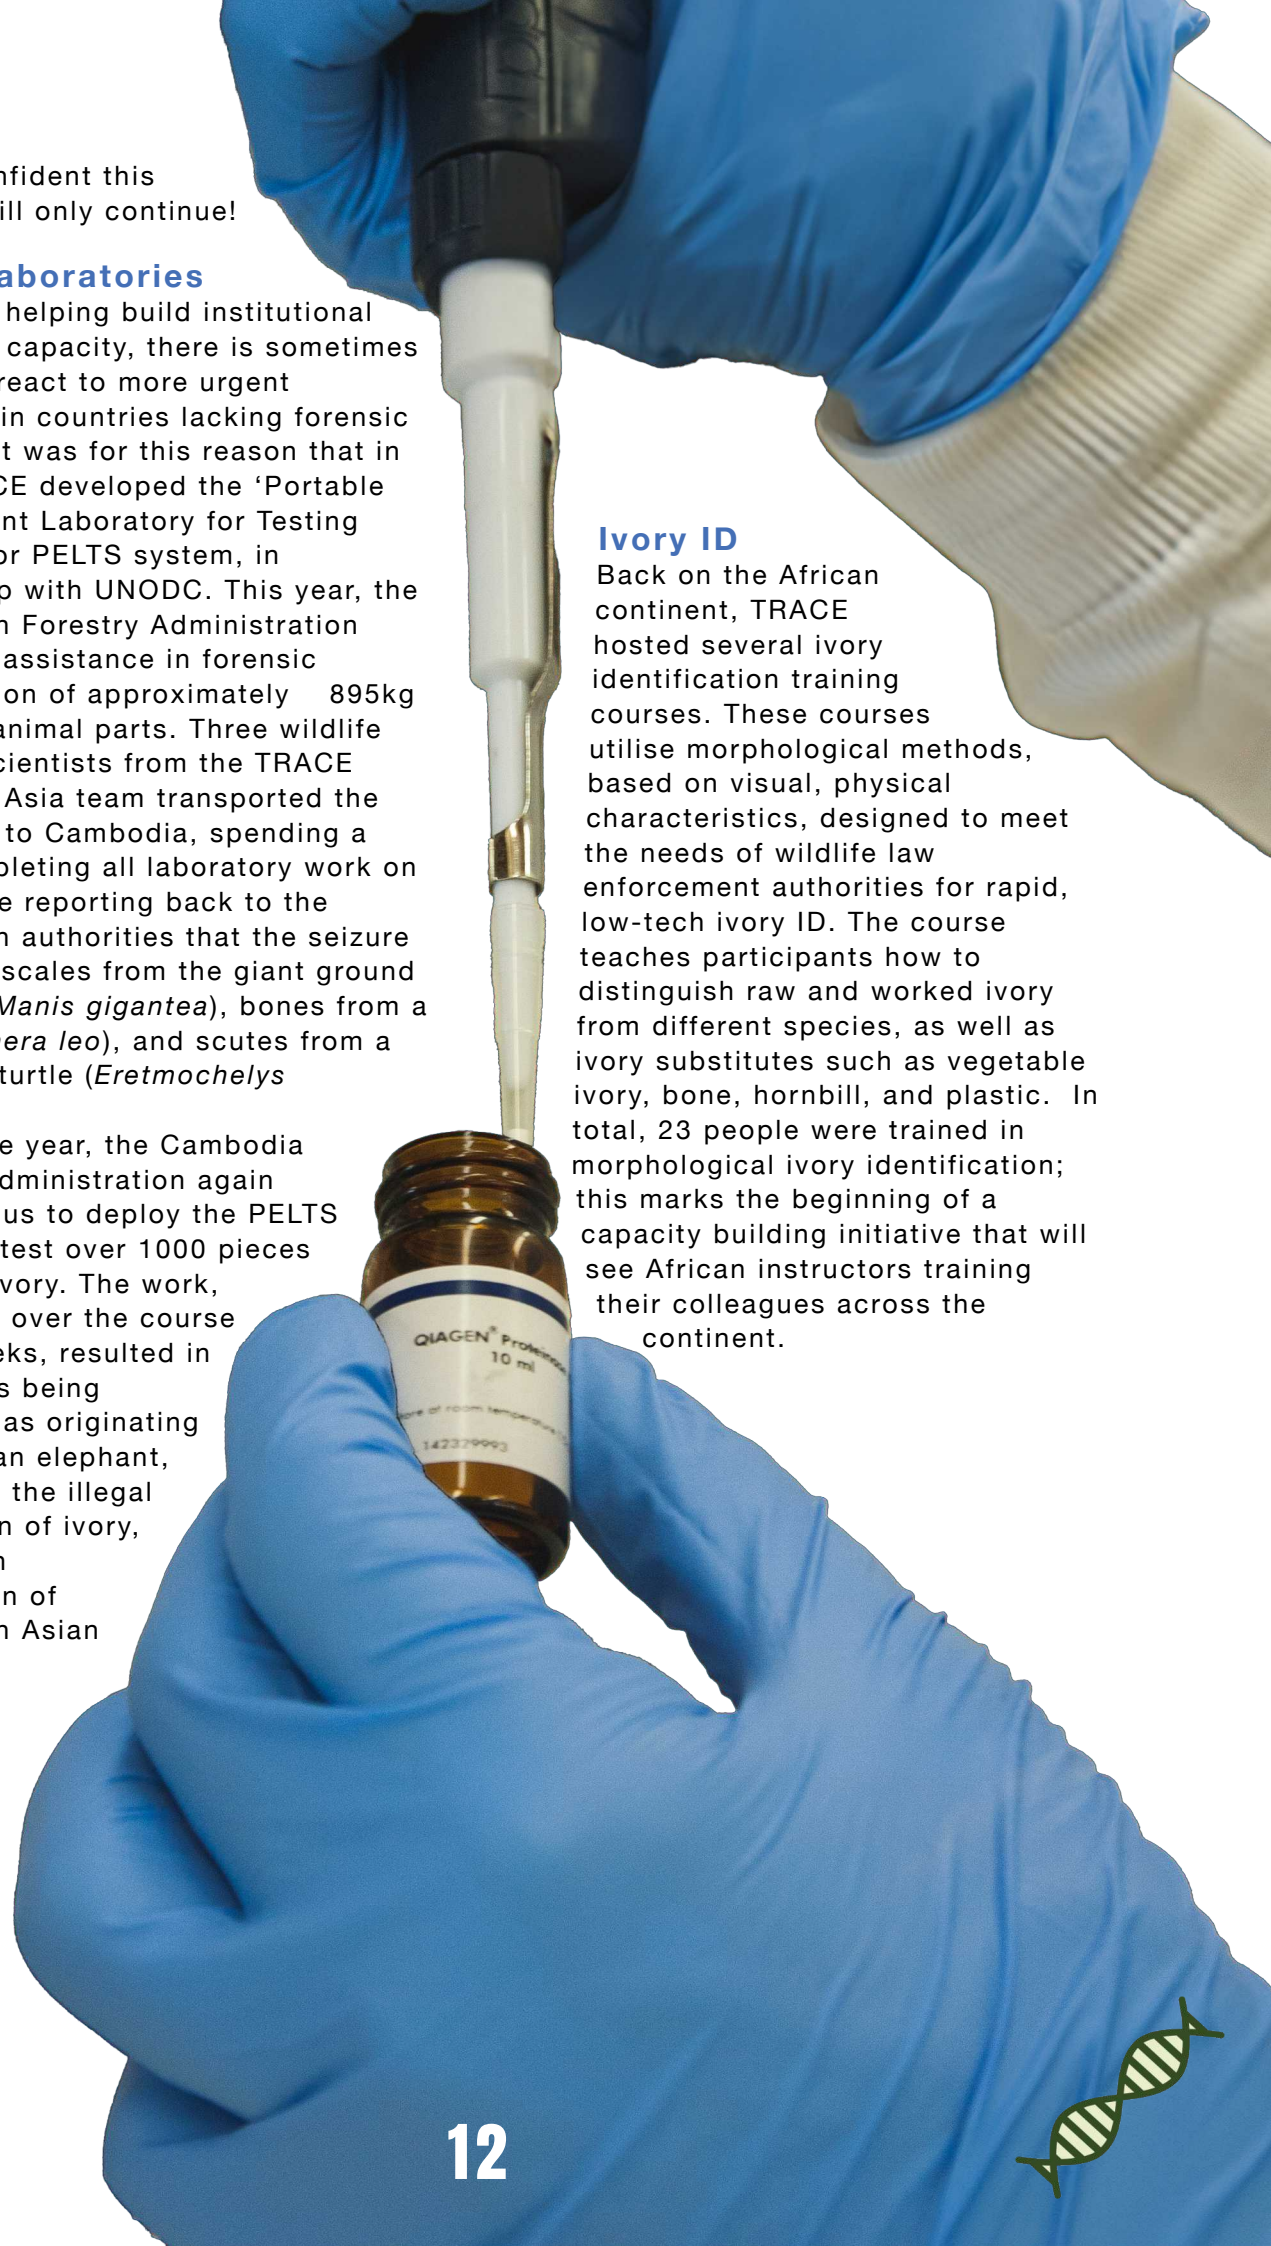 nfident this
ill only continue!
aboratories
helping build institutional
capacity, there is sometimes
react to more urgent
in countries lacking forensic
t was for this reason that in
CE developed the ‘Portable
nt Laboratory for Testing
or PELTS system, in
p with UNODC. This year, the
n Forestry Administration
assistance in forensic
on of approximately 895kg
animal parts. Three wildlife
cientists from the TRACE
Asia team transported the
to Cambodia, spending a
pleting all laboratory work on
e reporting back to the
n authorities that the seizure
scales from the giant ground
Manis gigantea), bones from a
era leo), and scutes from a
turtle (Eretmochelys
e year, the Cambodia
dministration again
us to deploy the PELTS
test over 1000 pieces
vory. The work,
over the course
eks, resulted in
s being
as originating
an elephant,
the illegal
n of ivory,
n
n of
n Asian
Ivory ID
Back on the African
continent, TRACE
hosted several ivory
identification training
courses. These courses
utilise morphological methods,
based on visual, physical
characteristics, designed to meet
the needs of wildlife law
enforcement authorities for rapid,
low-tech ivory ID. The course
teaches participants how to
distinguish raw and worked ivory
from different species, as well as
ivory substitutes such as vegetable
ivory, bone, hornbill, and plastic. In
total, 23 people were trained in
morphological ivory identification;
this marks the beginning of a
capacity building initiative that will
see African instructors training
their colleagues across the
continent.
QIAGEN® Proteinase
10 ml
ore at room temperature
142329993
12